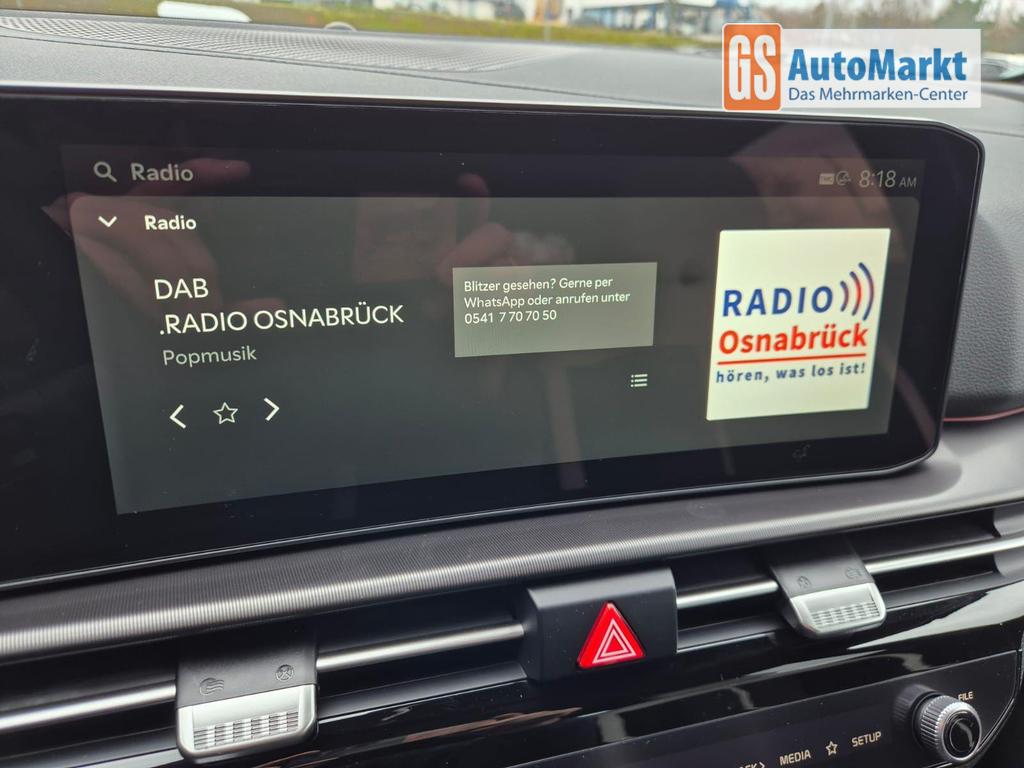 GS AutoMarkt
Das Mehrmarken-Center
Radio
8:18 AM
Radio
DAB
.RADIO OSNABRÜCK
Popmusik
Blitzer gesehen? Gerne per
WhatsApp oder anrufen unter
0541 7 70 70 50
RADIO
Osnabrück
hören, was los ist!
FILE
MEDIA
SETUP